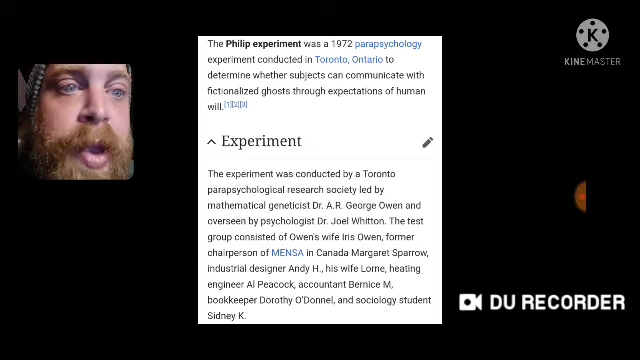 The Philip experiment was a 1972 parapsychology
experiment conducted in Toronto, Ontario to
determine whether subjects can communicate with
fictionalized ghosts through expectations of human
will.[1][2][3]
Experiment
The experiment was conducted by a Toronto
parapsychological research society led by
mathematical geneticist Dr. A.R. George Owen and
overseen by psychologist Dr. Joel Whitton. The test
group consisted of Owen's wife Iris Owen, former
chairperson of MENSA in Canada Margaret Sparrow,
industrial designer Andy H., his wife Lorne, heating
engineer Al Peacock, accountant Bernice M,
bookkeeper Dorothy O'Donnel, and sociology student
Sidney K.
KINEMASTER
DU RECORDER